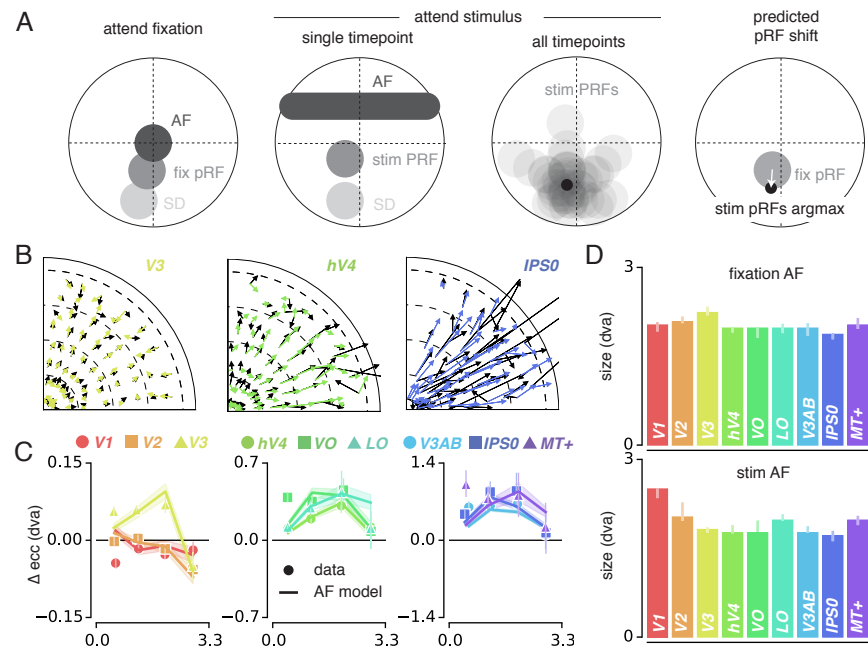 A
attend fixation
attend stimulus
single timepoint
all timepoints
predicted
pRF shift
AF
fix pRF
SD
AF
stim PRF
SD
stim PRFs
fix pRF
stim pRFs argmax
B
V3
hV4
IPS0
C
V1 V2 V3
hV4 VO LO
V3AB IPS0 MT+
Δ ecc (dva)
0.15
0.00
−0.15
0.0 3.3
0.7
0.00
−0.7
data
AF model
0.0 3.3
1.4
0.0
−1.4
0.0 3.3
D
fixation AF
size (dva)
3
0
V1 V2 V3 hV4 VO LO V3AB IPS0 MT+
stim AF
size (dva)
3
0
V1 V2 V3 hV4 VO LO V3AB IPS0 MT+